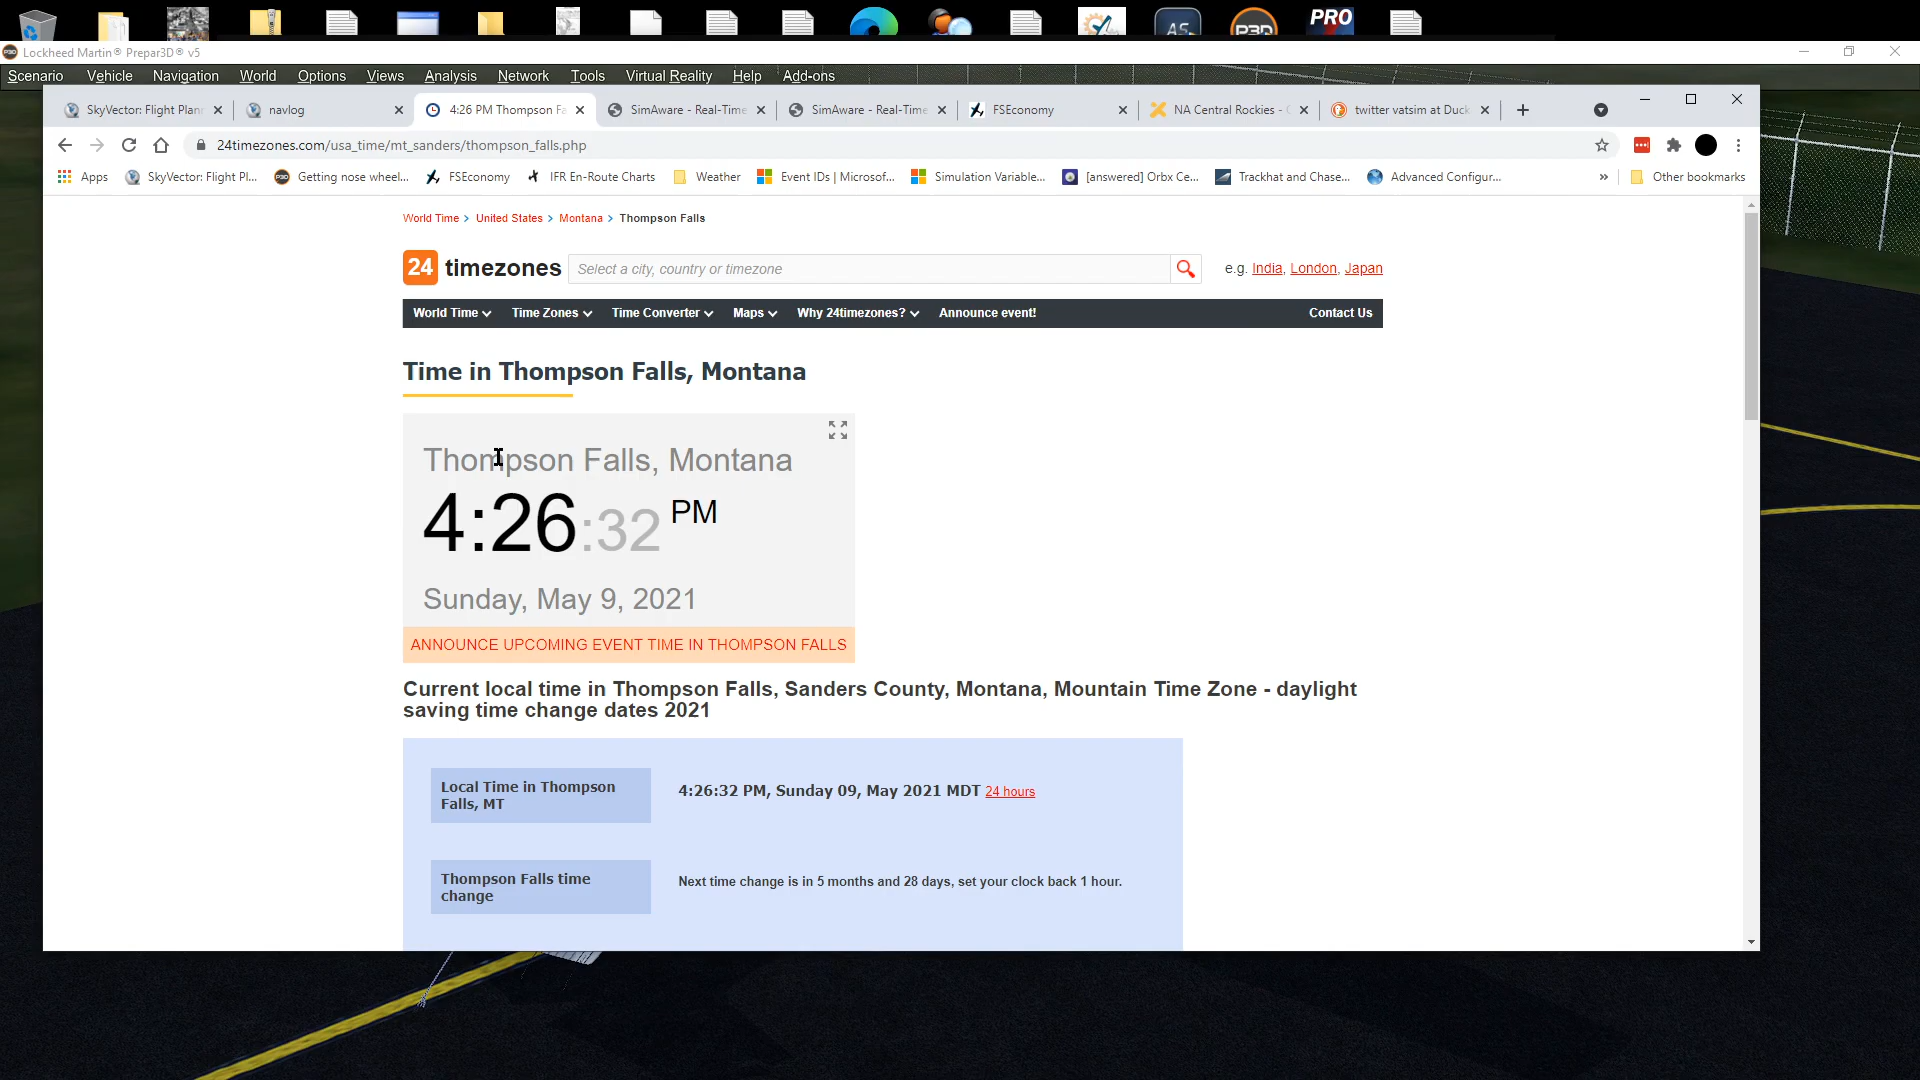 PRO
AS
P3D
P3D Lockheed Martin® Prepar3D® v5
Scenario Vehicle Navigation World Options Views Analysis Network Tools Virtual Reality Help Add-ons
SkyVector: Flight Plann
navlog
4:26 PM Thompson Fa
SimAware - Real-Time
SimAware - Real-Time
FSEconomy
NA Central Rockies -
twitter vatsim at Duck
24timezones.com/usa_time/mt_sanders/thompson_falls.php
Apps
SkyVector: Flight Pl...
P3D
Getting nose wheel...
FSEconomy
IFR En-Route Charts
Weather
Event IDs | Microsof...
Simulation Variable...
[answered] Orbx Ce...
Trackhat and Chase...
Advanced Configur...
»
Other bookmarks
World Time > United States > Montana > Thompson Falls
24 timezones
Select a city, country or timezone
e.g. India, London, Japan
World Time Time Zones Time Converter Maps Why 24timezones? Announce event! Contact Us
Time in Thompson Falls, Montana
Thompson Falls, Montana
4:26:32 PM
Sunday, May 9, 2021
ANNOUNCE UPCOMING EVENT TIME IN THOMPSON FALLS
Current local time in Thompson Falls, Sanders County, Montana, Mountain Time Zone - daylight
saving time change dates 2021
Local Time in Thompson
Falls, MT
4:26:32 PM, Sunday 09, May 2021 MDT 24 hours
Thompson Falls time
change
Next time change is in 5 months and 28 days, set your clock back 1 hour.